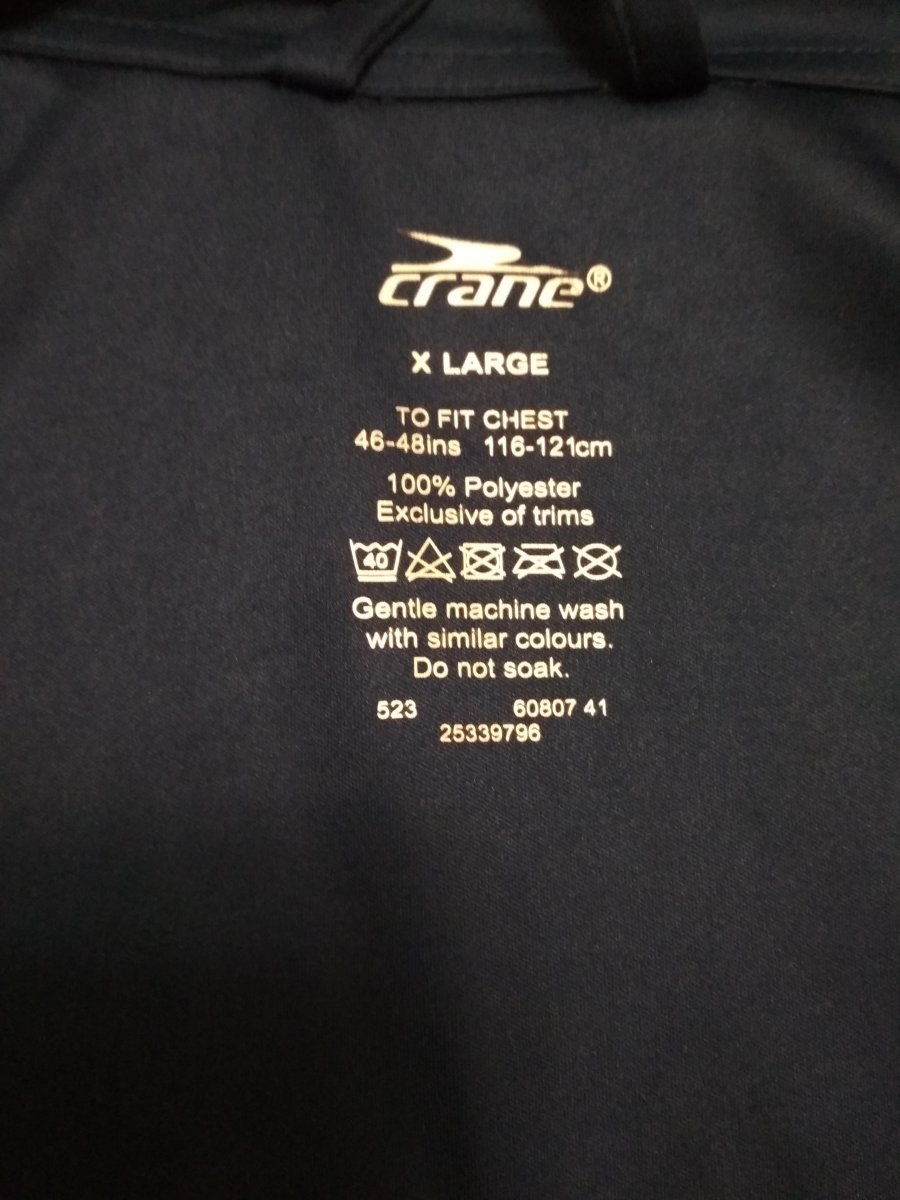 crane®
X LARGE
TO FIT CHEST
46-48ins 116-121cm
100% Polyester
Exclusive of trims
40
Gentle machine wash
with similar colours.
Do not soak.
523 60807 41
25339796